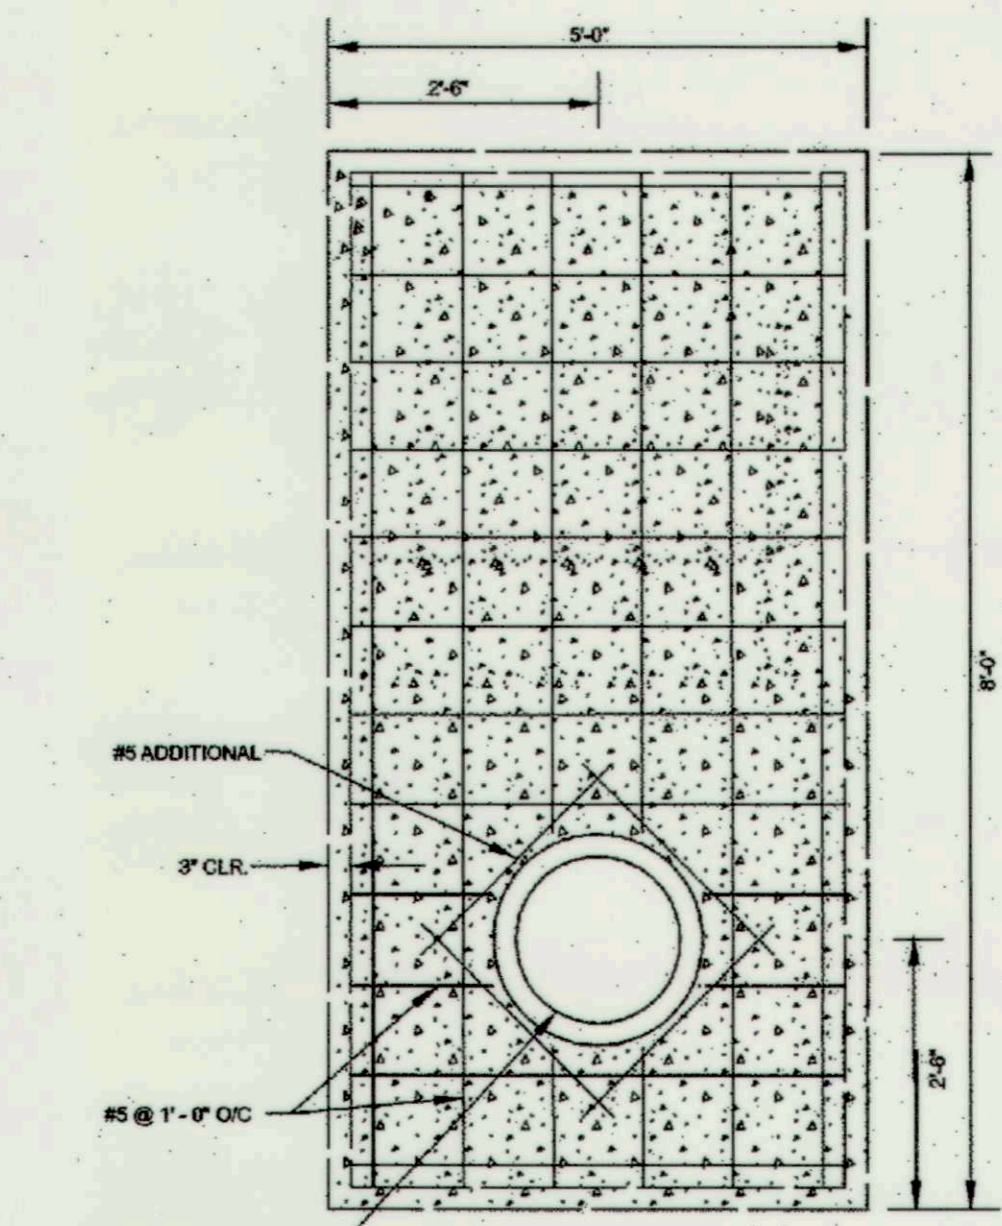 5'-0"
2'-6"
8'-0"
#5 ADDITIONAL
3" CLR.
2'-6"
#5 @ 1' - 0" O/C